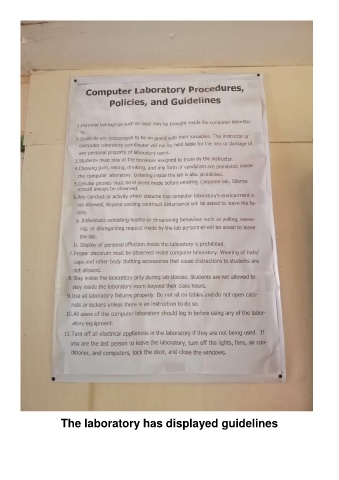 Computer Laboratory Procedures,
Policies, and Guidelines
1. Minimal belongings such as bags may be brought inside the computer laborato-
ry.
2. Students are encouraged to be on guard with their valuables. The instructor or
computer laboratory coordinator will not be held liable for the loss or damage of
any personal property of laboratory users.
3. Students must stay at the terminals assigned to them by the instructor.
4. Chewing gum, eating, drinking, and any form of vandalism are prohibited inside
the computer laboratory. Littering inside the lab is also prohibited.
5. Cellular phones must be in silent mode before entering computer lab. Silence
should always be observed.
6. Any conduct or activity which disturbs the computer laboratory's environment is
not allowed. Anyone causing continual disturbance will be asked to leave the la-
a. Individuals exhibiting hostile or threatening behaviour such as yelling, swear-
ing, or disregarding request made by the lab personnel will be asked to leave
the lab.
b. Display of personal affection inside the laboratory is prohibited.
7. Proper decorum must be observed inside computer laboratory. Wearing of hats/
caps and other body clothing accessories that cause distractions to students are
not allowed.
8. Stay inside the laboratory only during lab classes. Students are not allowed to
stay inside the laboratory room beyond their class hours.
9. Use all laboratory fixtures properly. Do not sit on tables and do not open cabi-
nets or lockers unless there is an instruction to do so.
10. All users of the computer laboratory should log in before using any of the labor-
atory equipment.
11. Turn off all electrical appliances in the laboratory if they are not being used. If
you are the last person to leave the laboratory, turn off the lights, fans, air con-
ditioner, and computers, lock the door, and close the windows.
The laboratory has displayed guidelines